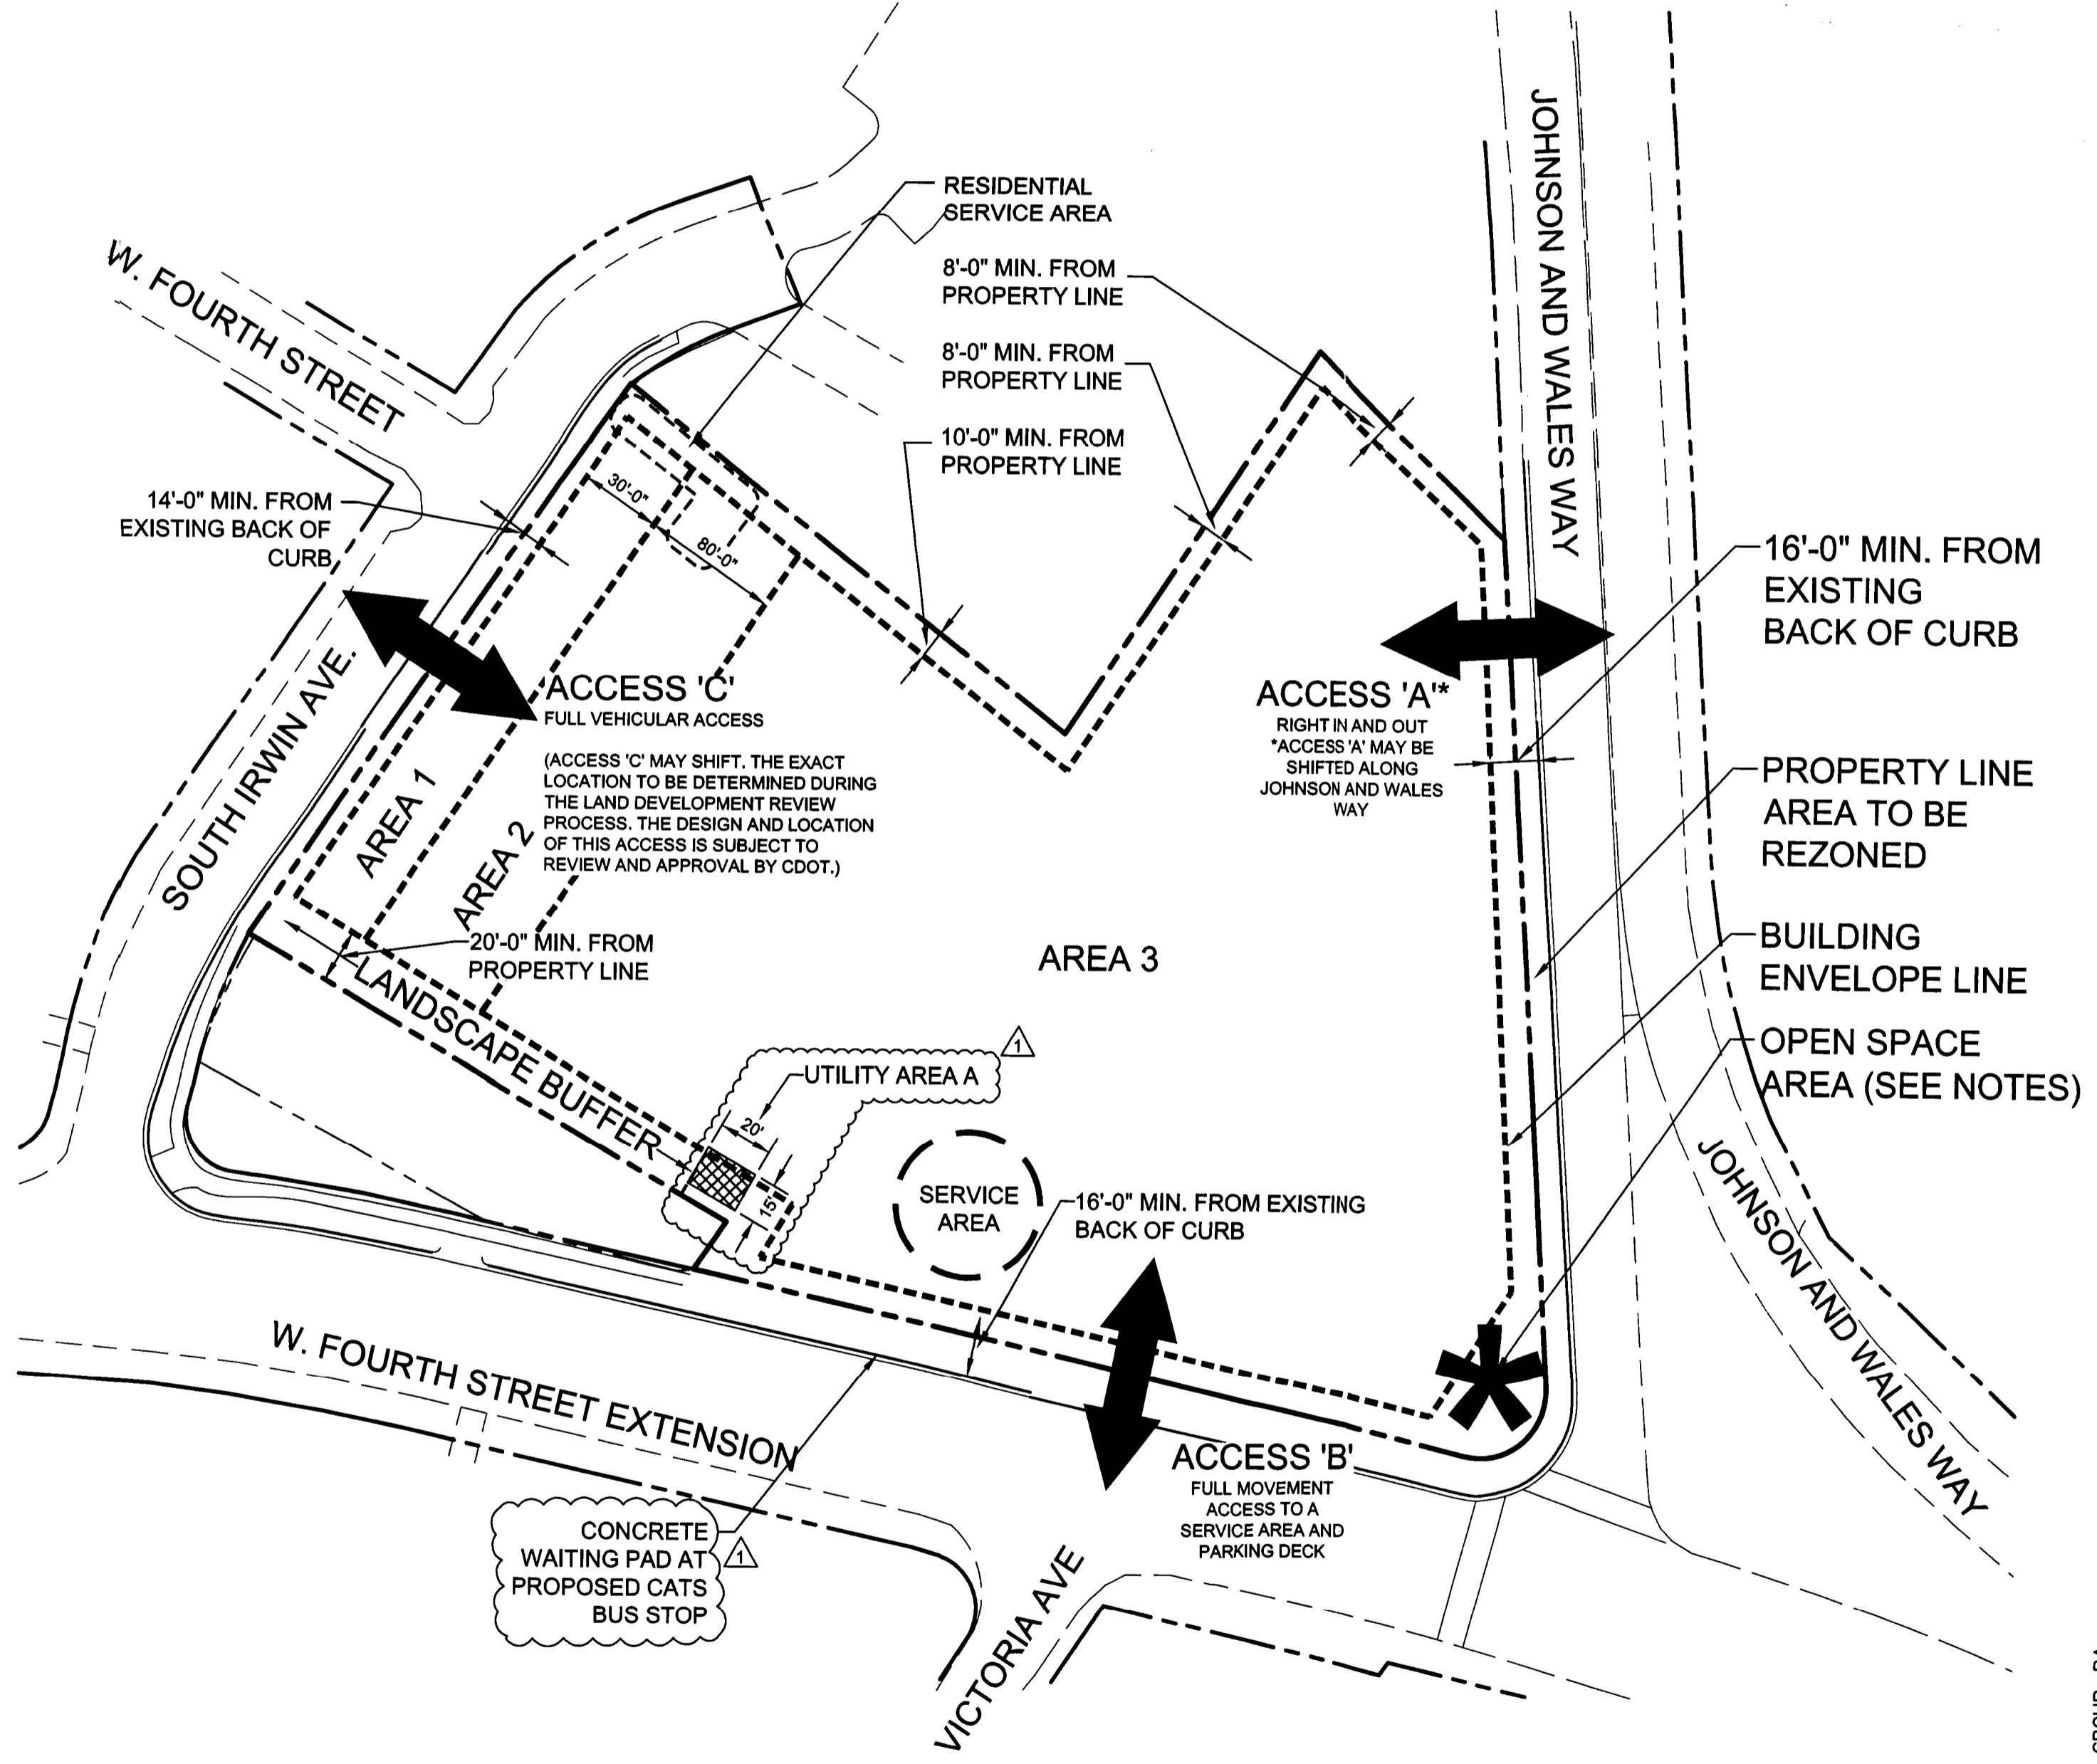 JOHNSON AND WALES WAY
RESIDENTIAL
SERVICE AREA
W. FOURTH STREET
8'-0" MIN. FROM
PROPERTY LINE
8'-0" MIN. FROM
PROPERTY LINE
10'-0" MIN. FROM
PROPERTY LINE
14'-0" MIN. FROM
EXISTING BACK OF
CURB
30'-0"
80'-0"
16'-0" MIN. FROM
EXISTING
BACK OF CURB
SOUTH IRWIN AVE.
ACCESS 'C'
FULL VEHICULAR ACCESS
(ACCESS 'C' MAY SHIFT. THE EXACT
LOCATION TO BE DETERMINED DURING
THE LAND DEVELOPMENT REVIEW
PROCESS. THE DESIGN AND LOCATION
OF THIS ACCESS IS SUBJECT TO
REVIEW AND APPROVAL BY CDOT.)
ACCESS 'A'*
RIGHT IN AND OUT
*ACCESS 'A' MAY BE
SHIFTED ALONG
JOHNSON AND WALES
WAY
PROPERTY LINE
AREA TO BE
REZONED
AREA 1
AREA 2
AREA 3
20'-0" MIN. FROM
PROPERTY LINE
BUILDING
ENVELOPE LINE
LANDSCAPE BUFFER
OPEN SPACE
AREA (SEE NOTES)
1
UTILITY AREA A
20'
15'
SERVICE
AREA
16'-0" MIN. FROM EXISTING
BACK OF CURB
JOHNSON AND WALES WAY
W. FOURTH STREET EXTENSION
ACCESS 'B'
FULL MOVEMENT
ACCESS TO A
SERVICE AREA AND
PARKING DECK
CONCRETE
WAITING PAD AT
PROPOSED CATS
BUS STOP
1
VICTORIA AVE